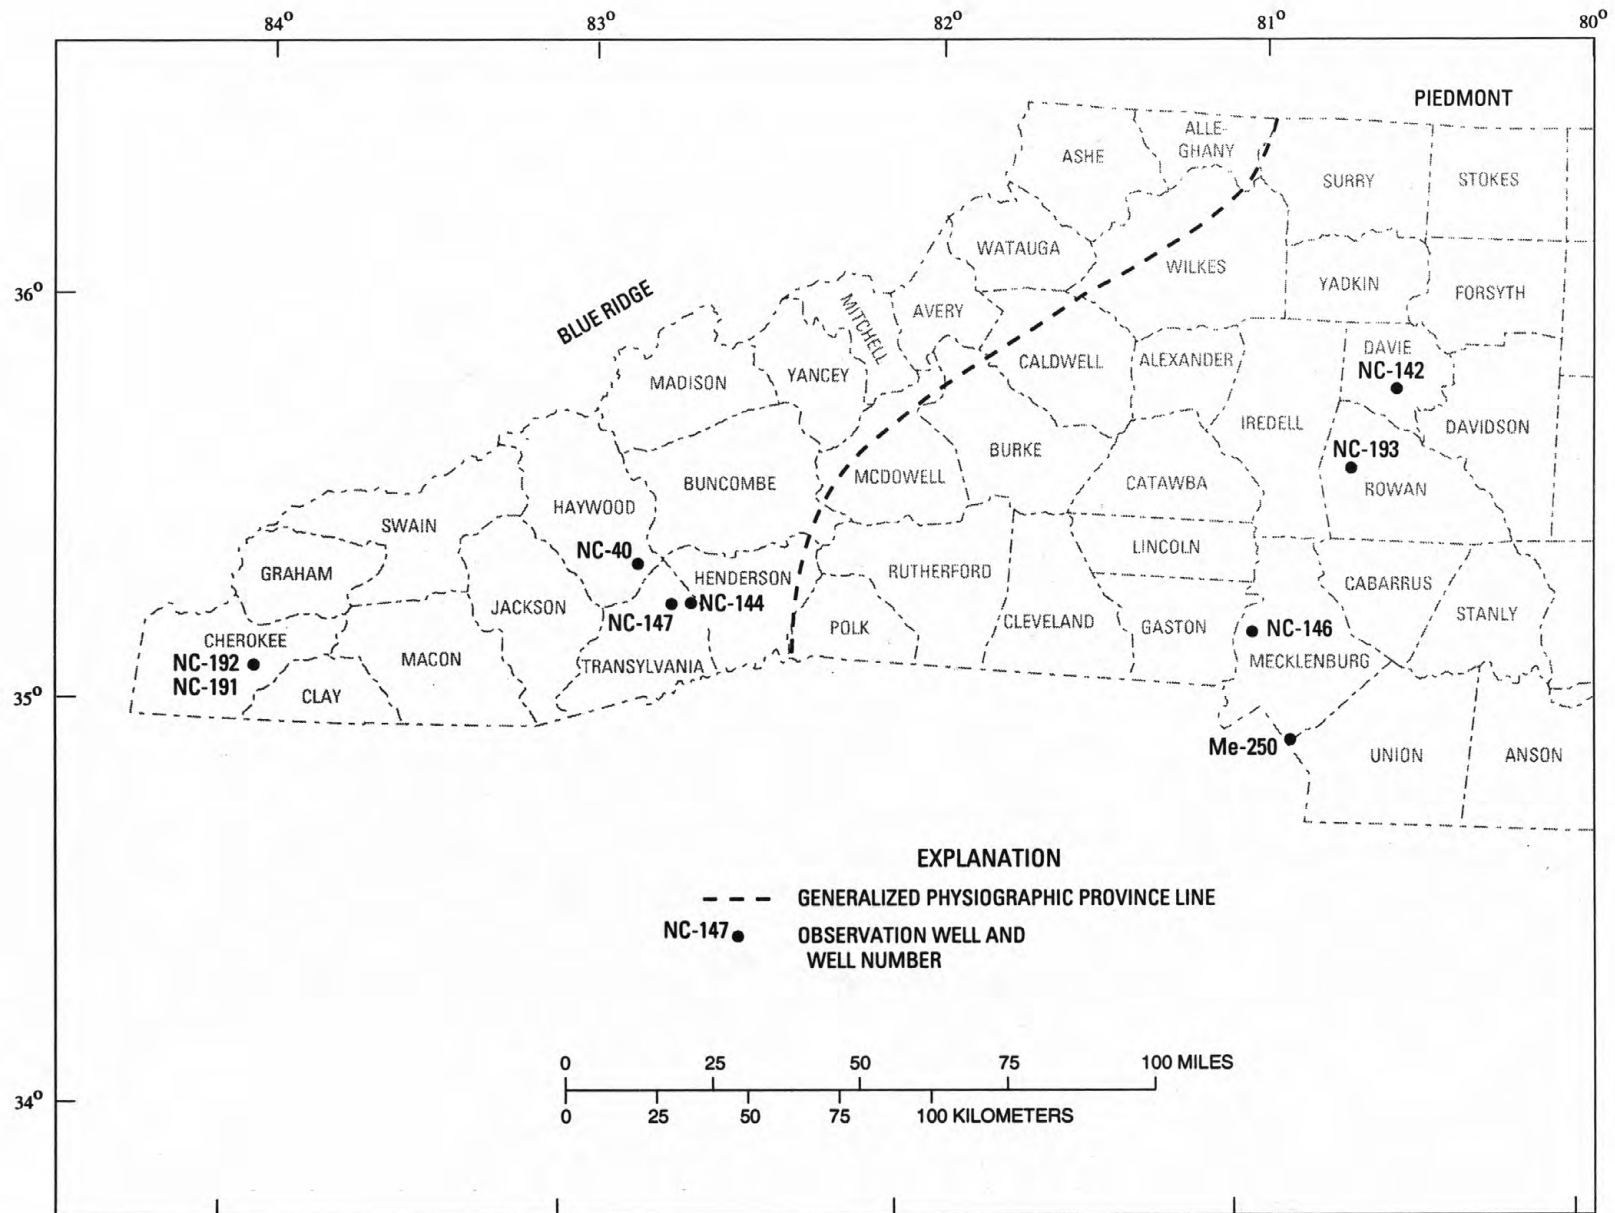 84° 83° 82° 81° 80°
PIEDMONT
ALLE-
GHANY
ASHE
SURRY
STOKES
WATAUGA
WILKES
36°
YADKIN
FORSYTH
BLUE RIDGE
MITCHELL
AVERY
DAVIE
NC-142
MADISON
YANCEY
CALDWELL
ALEXANDER
IREDELL
DAVIDSON
NC-193
ROWAN
BURKE
MCDOWELL
CATAWBA
BUNCOMBE
HAYWOOD
SWAIN
NC-40
LINCOLN
GRAHAM
HENDERSON
RUTHERFORD
CABARRUS
JACKSON
NC-144
NC-147
STANLY
CHEROKEE
POLK
CLEVELAND
GASTON
NC-146
NC-192
NC-191
MACON
TRANSYLVANIA
MECKLENBURG
35°
CLAY
Me-250
UNION
ANSON
EXPLANATION
GENERALIZED PHYSIOGRAPHIC PROVINCE LINE
NC-147
OBSERVATION WELL AND
WELL NUMBER
0 25 50 75 100 MILES
34°
0 25 50 75 100 KILOMETERS